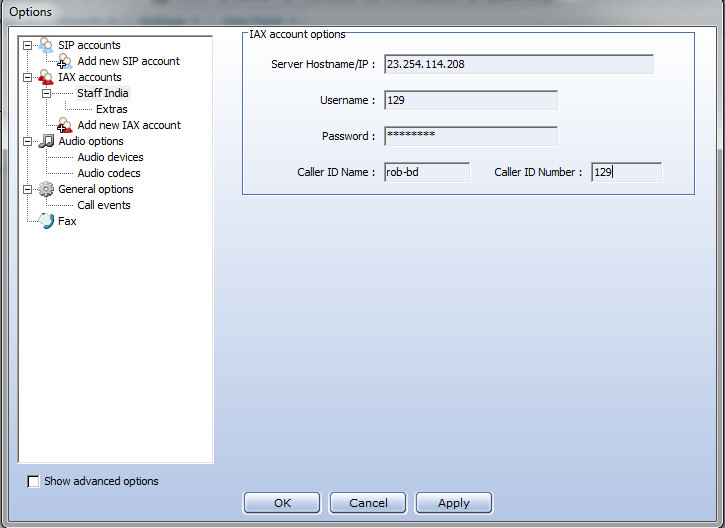 Options
SIP accounts
Add new SIP account
IAX accounts
Staff India
Extras
Add new IAX account
Audio options
Audio devices
Audio codecs
General options
Call events
Fax
Show advanced options
IAX account options
Server Hostname/IP : 23.254.114.208
Username : 129
Password : ********
Caller ID Name : rob-bd Caller ID Number : 129
OK Cancel Apply